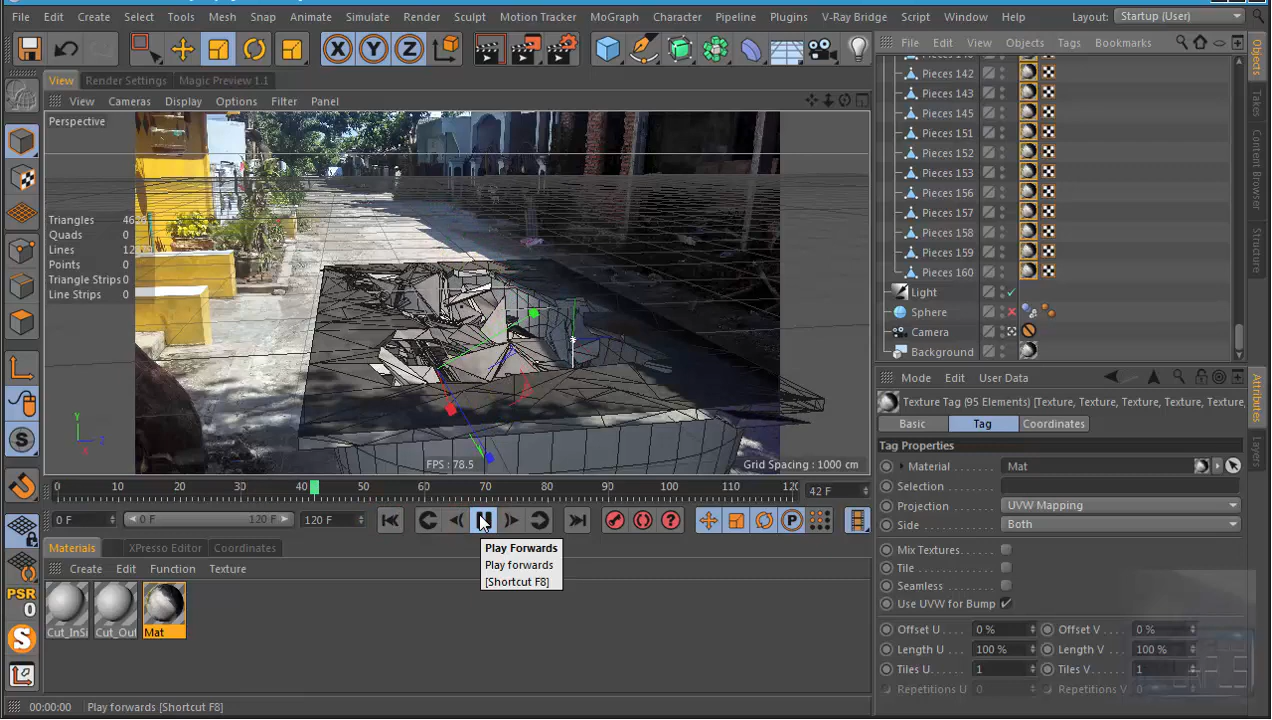 File Edit Create Select Tools Mesh Snap Animate Simulate Render Sculpt Motion Tracker MoGraph Character Pipeline Plugins V-Ray Bridge Script Window Help Layout: Startup (User)
X Y Z
File Edit View Objects Tags Bookmarks
View Render Settings Magic Preview 1.1
View Cameras Display Options Filter Panel
Perspective
Triangles
Quads 0
Lines
Points 0
Triangle Strips 0
Line Strips 0
Y
Z
X
FPS : 78.5
Grid Spacing : 1000 cm
Pieces 142
Pieces 143
Pieces 145
Pieces 151
Pieces 152
Pieces 153
Pieces 156
Pieces 157
Pieces 158
Pieces 159
Pieces 160
Light
Sphere
Camera
Background
Objects
Takes
Content Browser
Structure
Attributes
Layers
Mode Edit User Data
Texture Tag (95 Elements) [Texture, Texture, Texture, Texture,
Basic Tag Coordinates
Tag Properties
Material Mat
Selection
Projection UVW Mapping
Side Both
Mix Textures
Tile
Seamless
Use UVW for Bump
Offset U 0 % Offset V 0 %
Length U 100 % Length V 100 %
Tiles U 1 Tiles V 1
Repetitions U 0 Repetitions V 0
0 10 20 30 40 50 60 70 80 90 100 110 42 F
0 F 0 F 120 F 120 F
P
Play Forwards
Play forwards
[Shortcut F8]
Materials XPresso Editor Coordinates
Create Edit Function Texture
Mat
PSR
0
S
S
00:00:00 Play forwards [Shortcut F8]